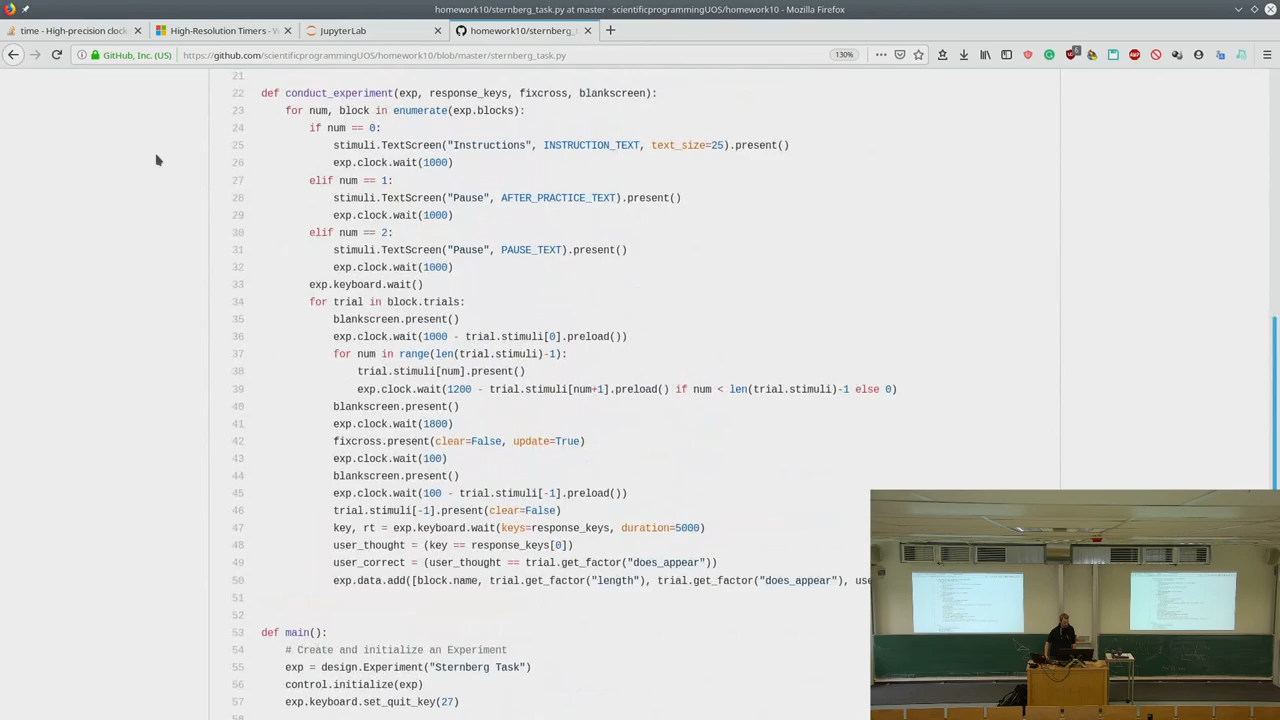 homework10/sternberg_task.py at master · scientificprogrammingUOS/homework10 - Mozilla Firefox
time - High-precision clock
High-Resolution Timers - W
JupyterLab
homework10/sternberg_
GitHub, Inc. (US)
https://github.com/scientificprogrammingUOS/homework10/blob/master/sternberg_task.py
130%
21
22 def conduct_experiment(exp, response_keys, fixcross, blankscreen):
23 for num, block in enumerate(exp.blocks):
24 if num == 0:
25 stimuli.TextScreen("Instructions", INSTRUCTION_TEXT, text_size=25).present()
26 exp.clock.wait(1000)
27 elif num == 1:
28 stimuli.TextScreen("Pause", AFTER_PRACTICE_TEXT).present()
29 exp.clock.wait(1000)
30 elif num == 2:
31 stimuli.TextScreen("Pause", PAUSE_TEXT).present()
32 exp.clock.wait(1000)
33 exp.keyboard.wait()
34 for trial in block.trials:
35 blankscreen.present()
36 exp.clock.wait(1000 - trial.stimuli[0].preload())
37 for num in range(len(trial.stimuli)-1):
38 trial.stimuli[num].present()
39 exp.clock.wait(1200 - trial.stimuli[num+1].preload() if num < len(trial.stimuli)-1 else 0)
40 blankscreen.present()
41 exp.clock.wait(1800)
42 fixcross.present(clear=False, update=True)
43 exp.clock.wait(100)
44 blankscreen.present()
45 exp.clock.wait(100 - trial.stimuli[-1].preload())
46 trial.stimuli[-1].present(clear=False)
47 key, rt = exp.keyboard.wait(keys=response_keys, duration=5000)
48 user_thought = (key == response_keys[0])
49 user_correct = (user_thought == trial.get_factor("does_appear"))
50 exp.data.add([block.name, trial.get_factor("length"), trial.get_factor("does_appear"), use
51
52
53 def main():
54 # Create and initialize an Experiment
55 exp = design.Experiment("Sternberg Task")
56 control.initialize(exp)
57 exp.keyboard.set_quit_key(27)